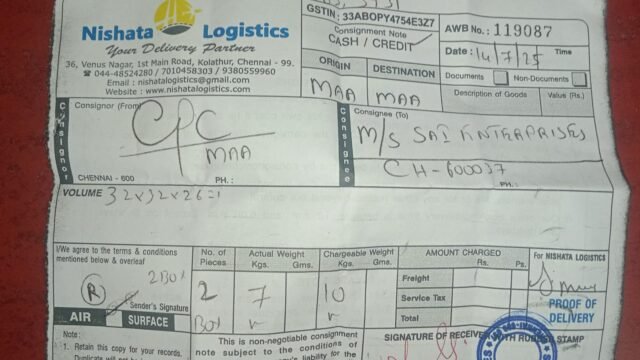 Nishata Logistics
Your Delivery Partner
36, Venus Nagar, 1st Main Road, Kolathur, Chennai - 99.
☎ 044-48524280 / 7010458303 / 9380559960
Email : nishatalogistics@gmail.com
Website : www.nishatalogistics.com
GSTIN : 33ABOPY4754E3Z7
Consignment Note
CASH / CREDIT
AWB No. : 119087
Date : 14/7/25 Time
ORIGIN DESTINATION
MAA MAA
Documents Non-Documents
Description of Goods Value (Rs.)
Consignor
Consignor (From)
CPC
MAA
CHENNAI - 600 PH. :
Consignee
Consignee (To)
M/S SAI ENTERPRISES
CH-600037
PH. :
VOLUME 32x32x26=1
I/We agree to the terms & conditions
mentioned below & overleaf
R 2 BOX
Sender's Signature
AIR SURFACE
No. of Pieces
2
BOX
Actual Weight
Kgs. Gms.
7
Chargeable Weight
Kgs. Gms.
10
AMOUNT CHARGED
Rs. Ps.
Freight
Service Tax
Total
For NISHATA LOGISTICS
PROOF OF
DELIVERY
Note :
1. Retain this copy for your records.
This is non-negotiable consignment
note subject to the conditions of
SIGNATURE OF RECEIVER WITH RUBBER STAMP